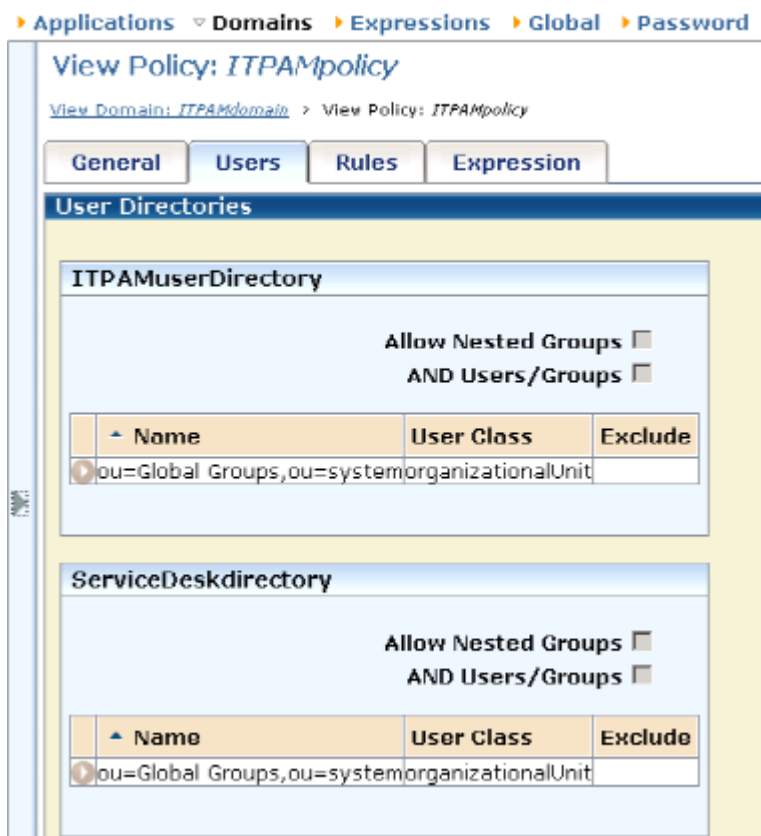 Applications Domains Expressions Global Password
View Policy: ITPAMpolicy
View Domain: ITPAMdomain > View Policy: ITPAMpolicy
General Users Rules Expression
User Directories
ITPAMuserDirectory
Allow Nested Groups
AND Users/Groups
Name User Class Exclude
ou=Global Groups,ou=system organizationalUnit
ServiceDeskdirectory
Allow Nested Groups
AND Users/Groups
Name User Class Exclude
ou=Global Groups,ou=system organizationalUnit